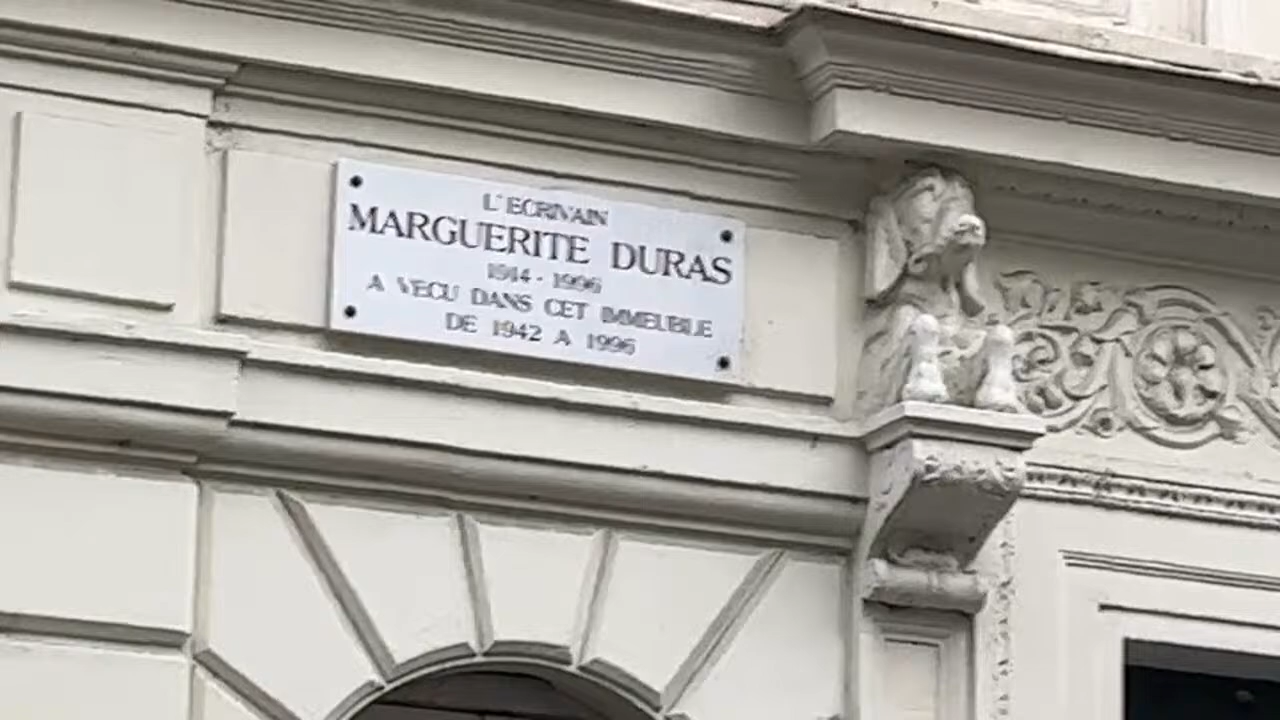 L'ECRIVAIN
MARGUERITE DURAS
1914 - 1996
A VECU DANS CET IMMEUBLE
DE 1942 A 1996